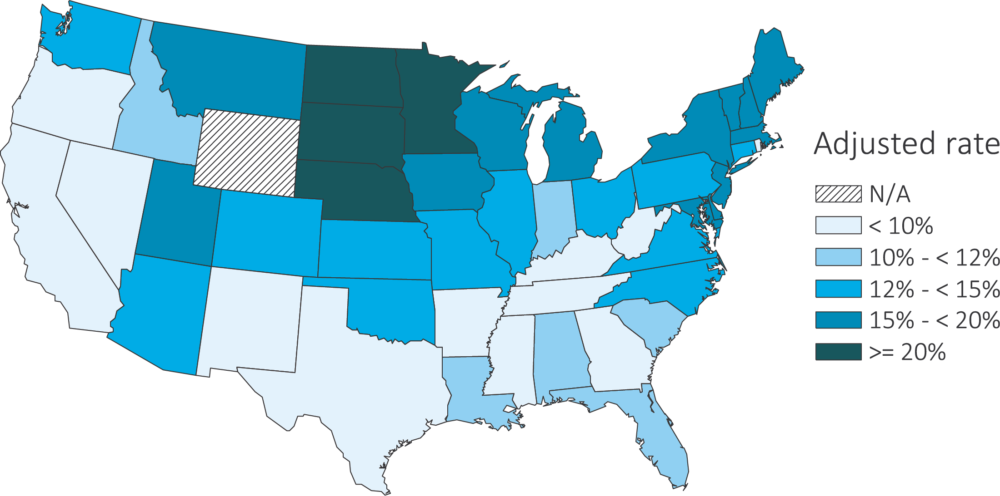 Adjusted rate
N/A
< 10%
10% - < 12%
12% - < 15%
15% - < 20%
>= 20%